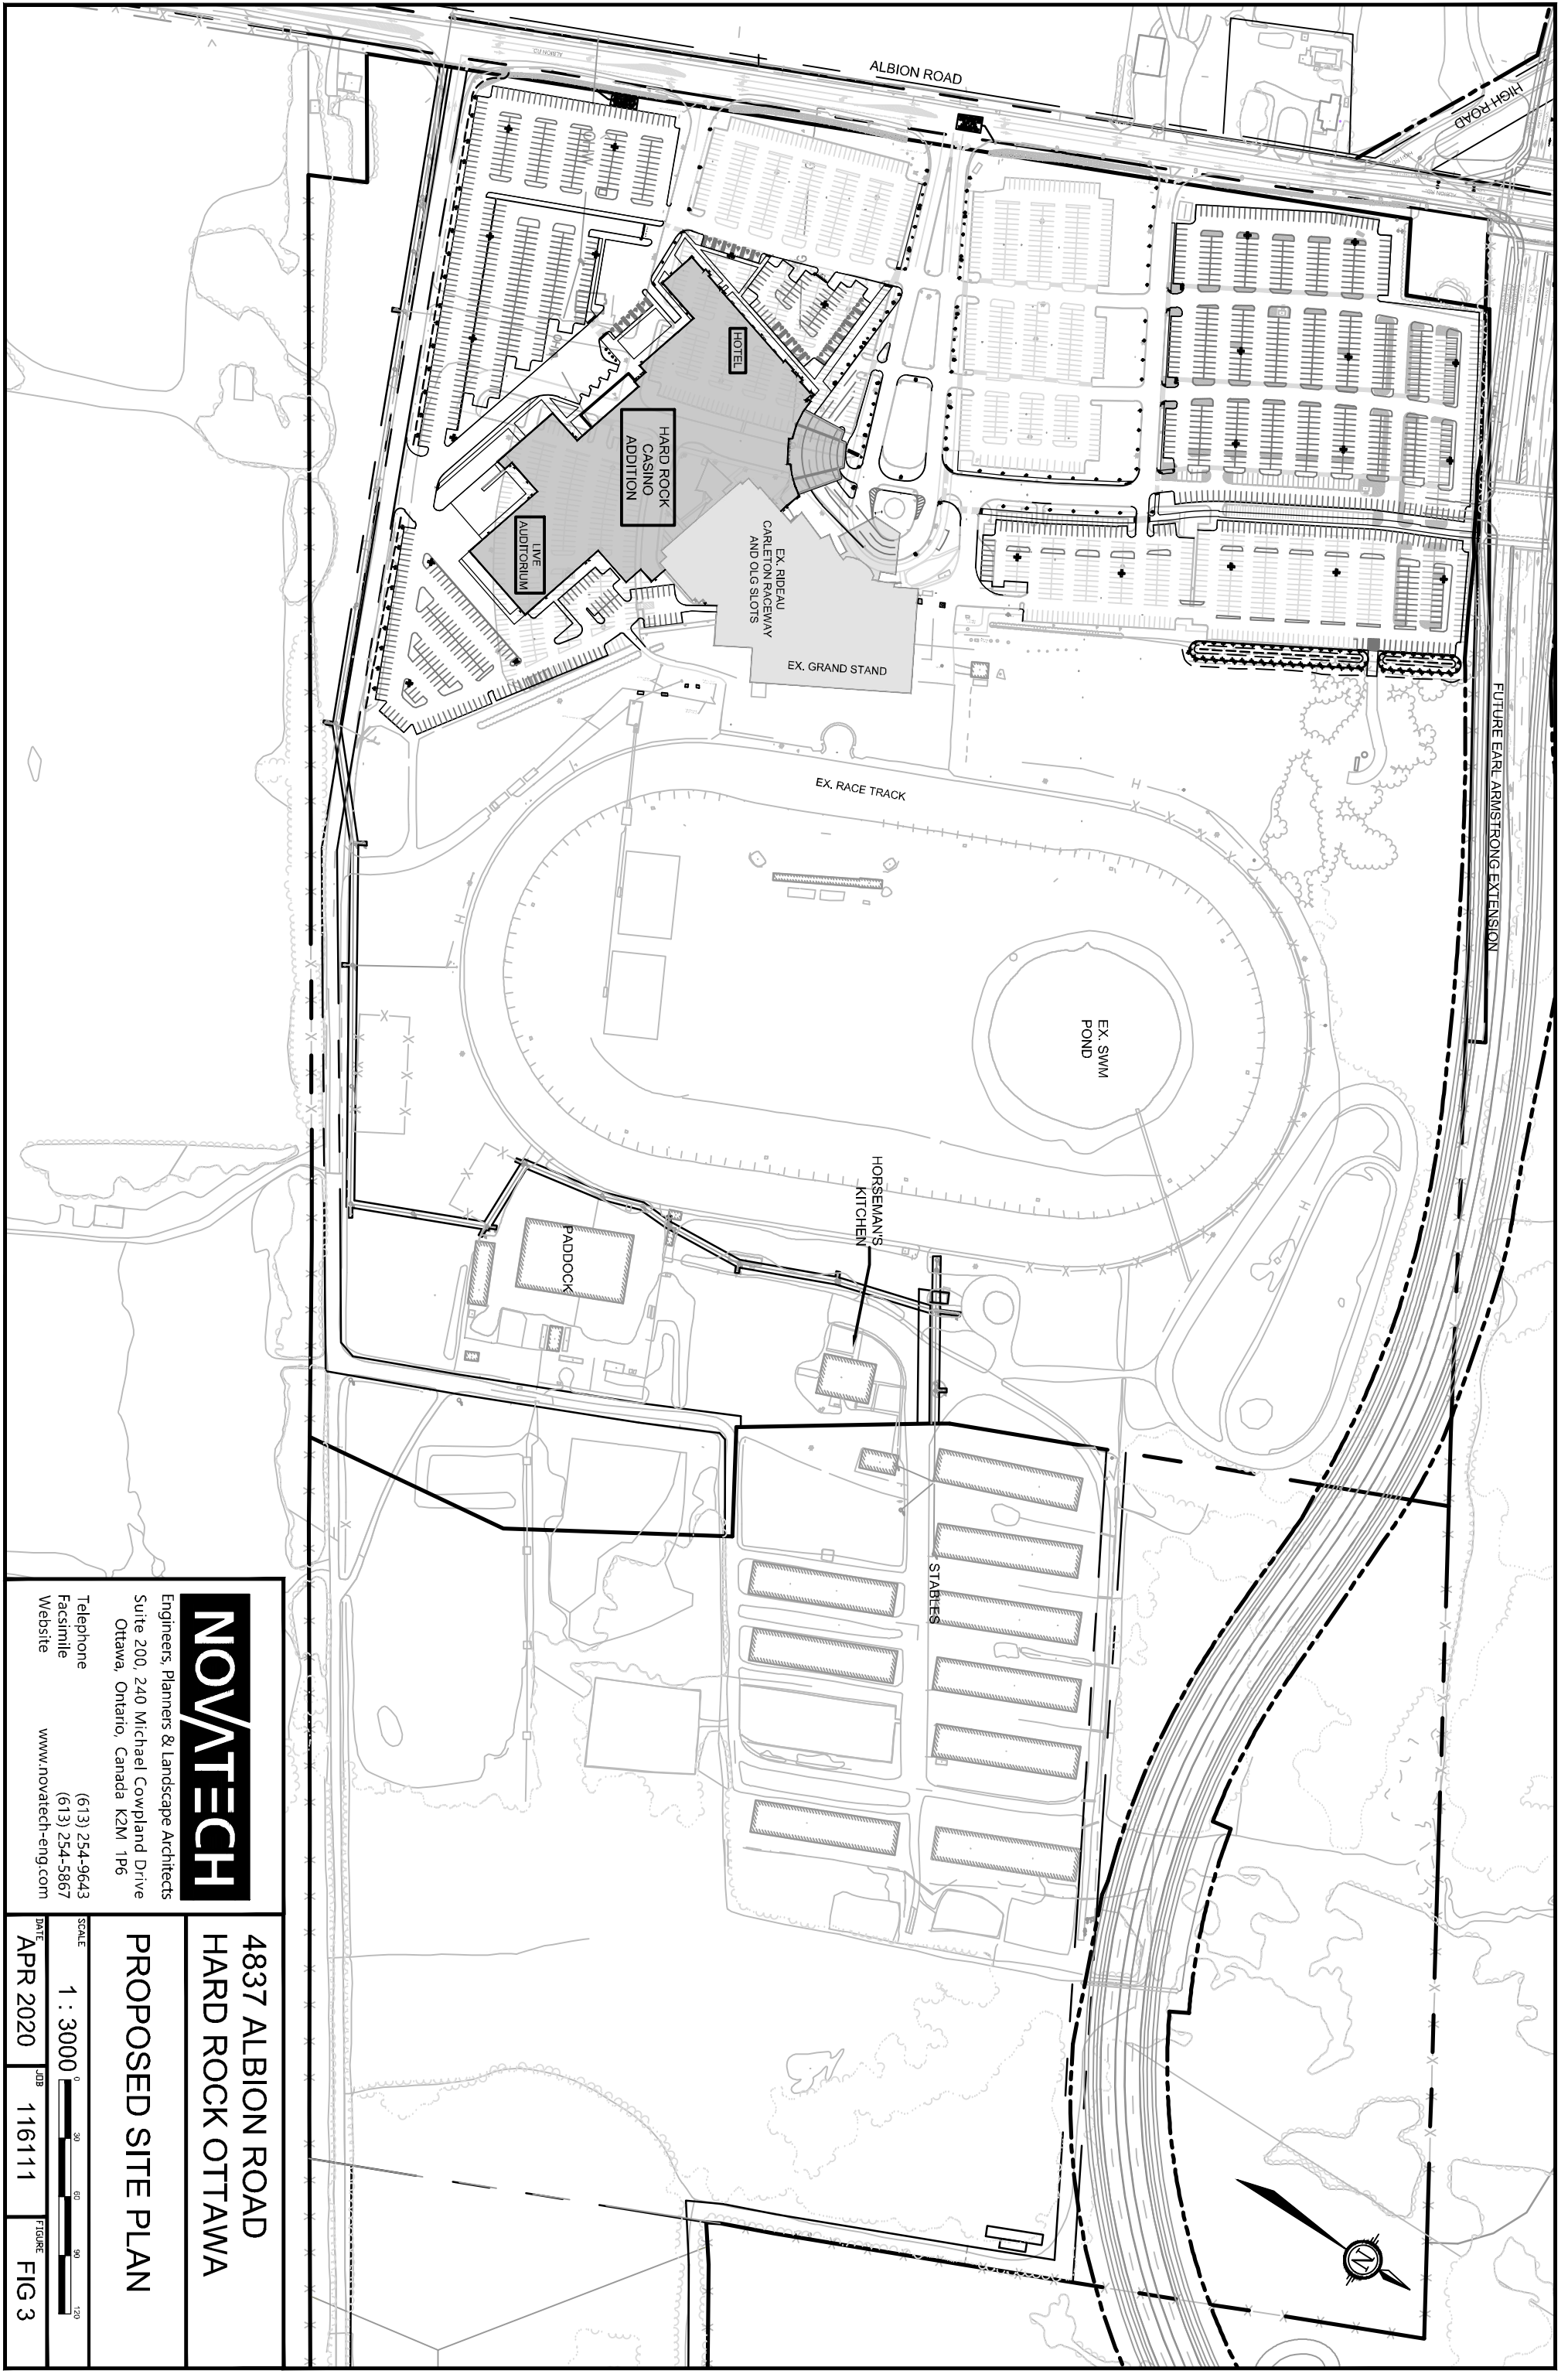 ALBION ROAD
HIGH ROAD
ALBION RD
HOTEL
HARD ROCK
CASINO
ADDITION
LIVE
AUDITORIUM
EX. RIDEAU
CARLETON RACEWAY
AND OLG SLOTS
EX. GRAND STAND
FUTURE EARL ARMSTRONG EXTENSION
EX. RACE TRACK
EX. SWM
POND
HORSEMAN'S
KITCHEN
PADDOCK
STABLES
N
NOVATECH
Engineers, Planners & Landscape Architects
Suite 200, 240 Michael Cowpland Drive
Ottawa, Ontario, Canada K2M 1P6
Telephone (613) 254-9643
Facsimile (613) 254-5867
Website www.novatech-eng.com
4837 ALBION ROAD
HARD ROCK OTTAWA
PROPOSED SITE PLAN
SCALE 1 : 3000 0 30 60 90 120
DATE APR 2020 JOB 116111 FIGURE FIG 3